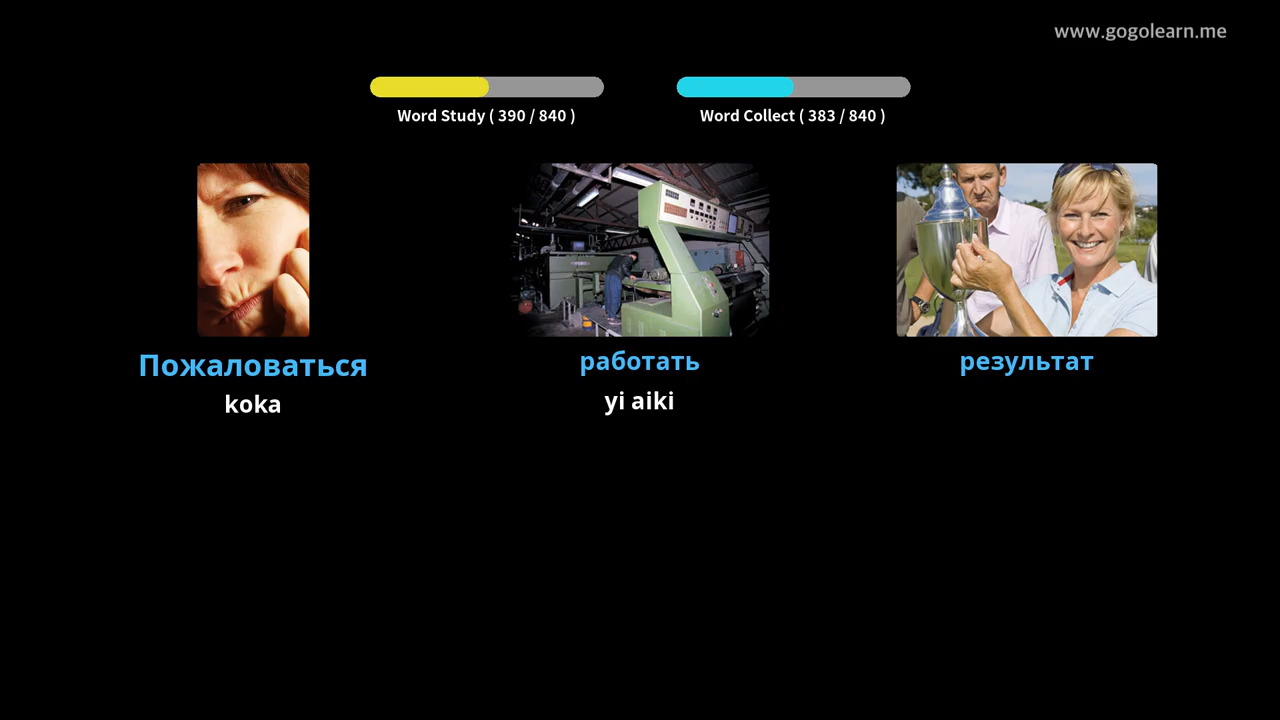 www.gogolearn.me
Word Study ( 390 / 840 )
Word Collect ( 383 / 840 )
Пожаловаться
работать
результат
koka
yi aiki